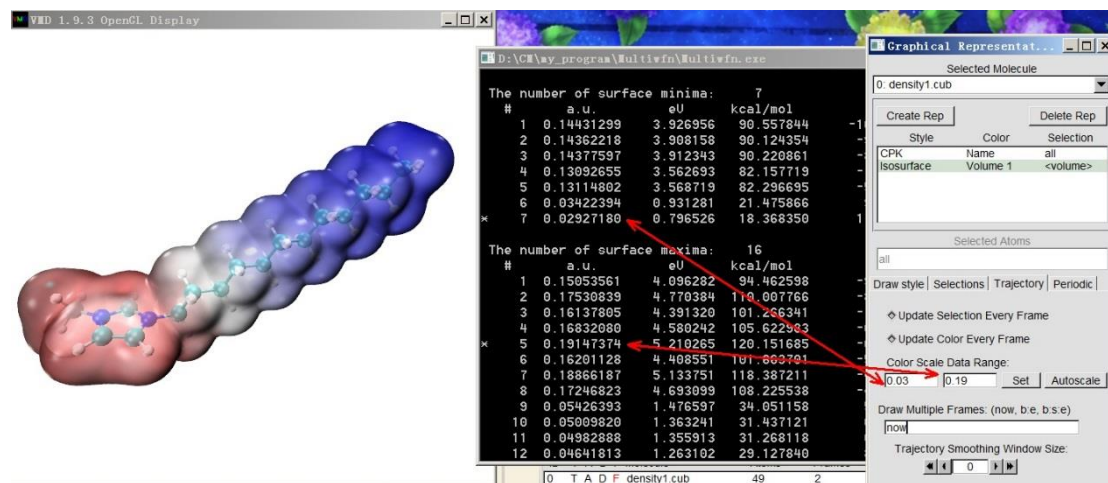 VMD 1.9.3 OpenGL Display
D:\CM\my_program\Multiwfn\Multiwfn.exe
The number of surface minima: 7
# a.u. eV kcal/mol
1 0.14431299 3.926956 90.557844
2 0.14362218 3.908158 90.124354
3 0.14377597 3.912343 90.220861
4 0.13092655 3.562693 82.157719
5 0.13114802 3.568719 82.296695
6 0.03422394 0.931281 21.475866
* 7 0.02927180 0.796526 18.368350
The number of surface maxima: 16
# a.u. eV kcal/mol
1 0.15053561 4.096282 94.462598
2 0.17530839 4.770384 110.007766
3 0.16137805 4.391320 101.266341
4 0.16832080 4.580242 105.622983
* 5 0.19147374 5.210265 120.151685
6 0.16201128 4.408551
7 0.18866187 5.133751 118.387211
8 0.17246823 4.693099 108.225538
9 0.05426393 1.476597 34.051158
10 0.05009820 1.363241 31.437121
11 0.04982888 1.355913 31.268118
12 0.04641813 1.263102 29.127840
0 T A D F density1.cub 49 2
Graphical Representat...
Selected Molecule
0: density1.cub
Create Rep Delete Rep
Style Color Selection
CPK Name all
Isosurface Volume 1 <volume>
Selected Atoms
all
Draw style Selections Trajectory Periodic
Update Selection Every Frame
Update Color Every Frame
Color Scale Data Range:
0.03 0.19 Set Autoscale
Draw Multiple Frames: (now, b:e, b:s:e)
now
Trajectory Smoothing Window Size:
0